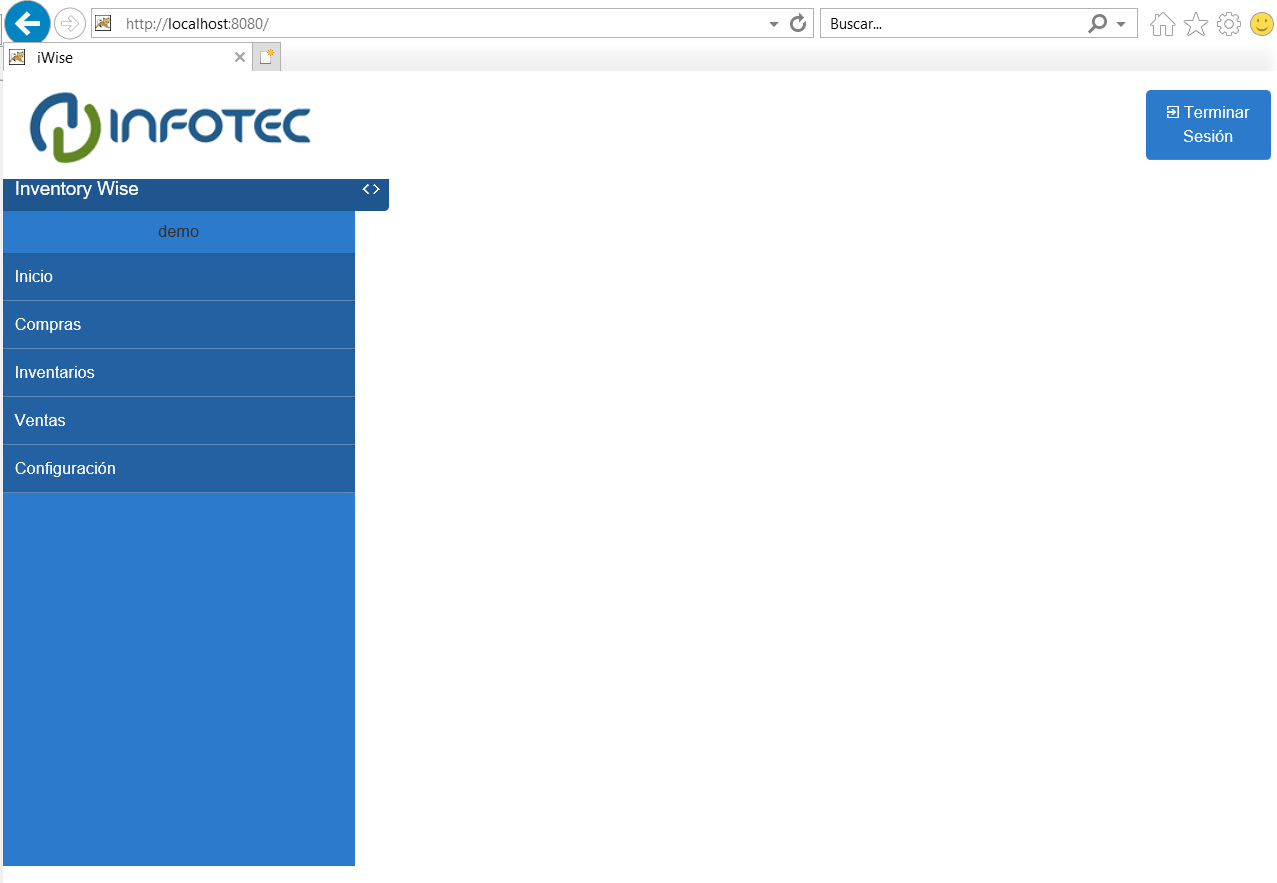 http://localhost:8080/
Buscar...
iWise
INFOTEC
Terminar
Sesión
Inventory Wise
demo
Inicio
Compras
Inventarios
Ventas
Configuración